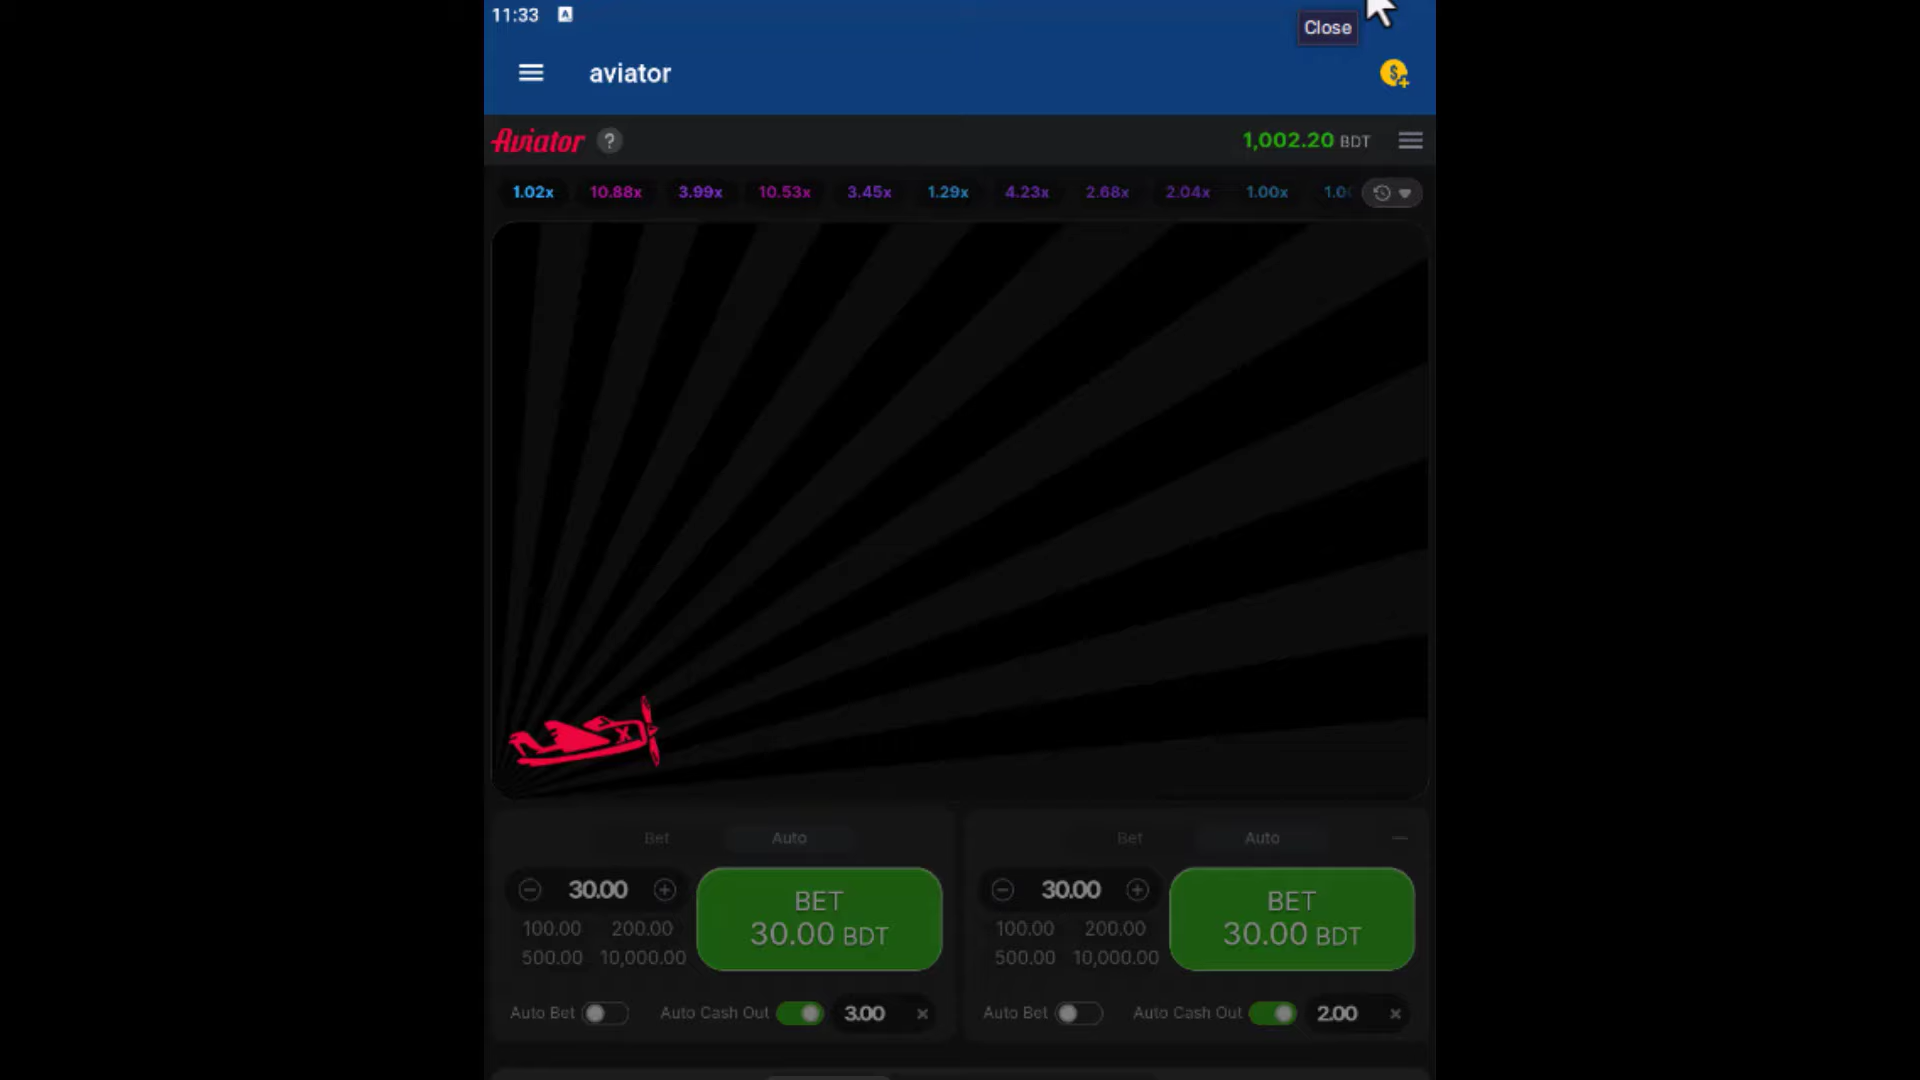 11:33 A
Close
aviator
Aviator ? 1,002.20 BDT
1.02x 10.88x 3.99x 10.53x 3.45x 1.29x 4.23x 2.68x 2.04x 1.00x 1.0
X
Bet Auto
30.00
100.00 200.00
500.00 10,000.00
BET
30.00 BDT
Auto Bet Auto Cash Out 3.00 ×
Bet Auto
30.00
100.00 200.00
500.00 10,000.00
BET
30.00 BDT
Auto Bet Auto Cash Out 2.00 ×